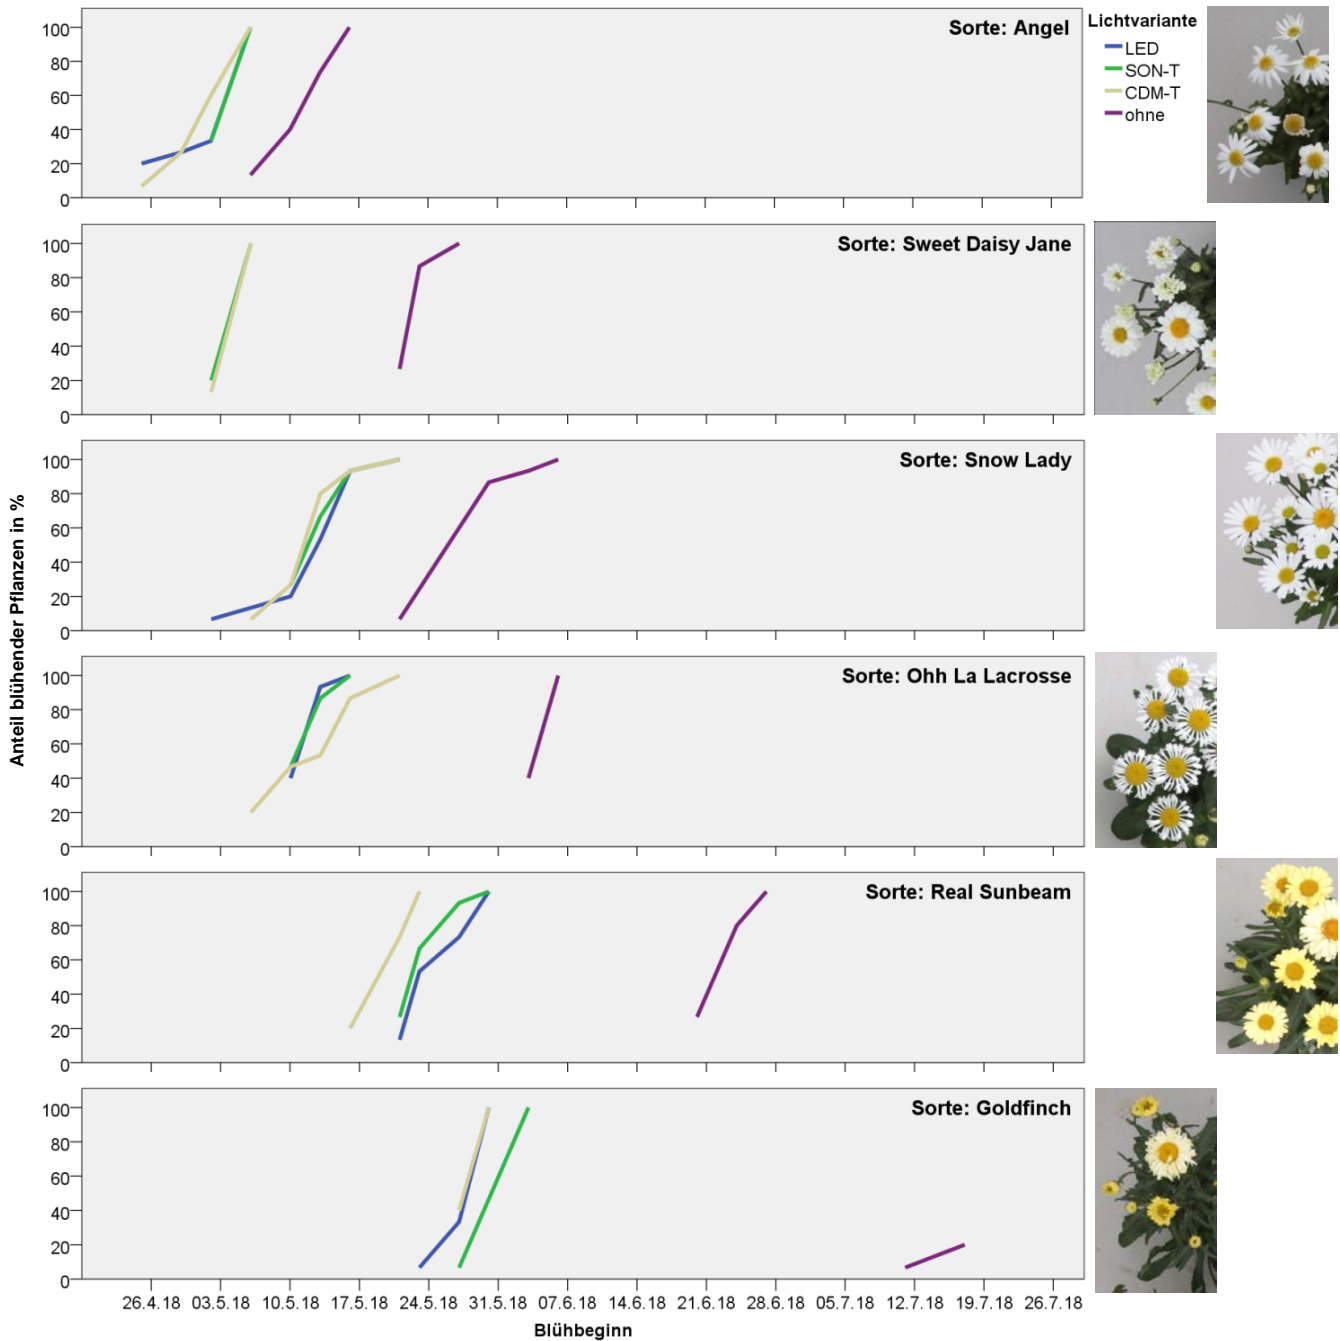 Anteil blühender Pflanzen in %
Sorte: Angel
100
80
60
40
20
0
Lichtvariante
LED
SON-T
CDM-T
ohne
Sorte: Sweet Daisy Jane
100
80
60
40
20
0
Sorte: Snow Lady
100
80
60
40
20
0
Sorte: Ohh La Lacrosse
100
80
60
40
20
0
Sorte: Real Sunbeam
100
80
60
40
20
0
Sorte: Goldfinch
100
80
60
40
20
0
26.4.18 03.5.18 10.5.18 17.5.18 24.5.18 31.5.18 07.6.18 14.6.18 21.6.18 28.6.18 05.7.18 12.7.18 19.7.18 26.7.18
Blühbeginn